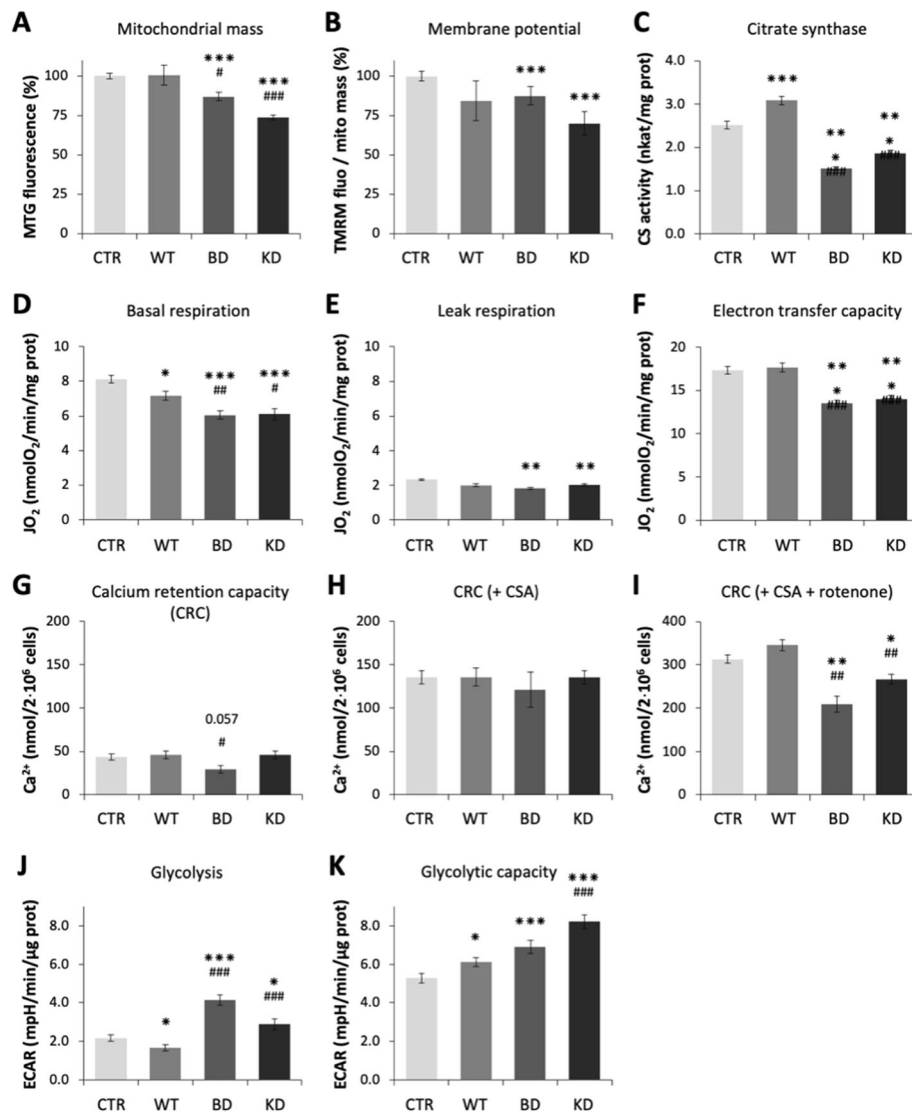 A Mitochondrial mass
MTG fluorescence (%)
100
75
50
25
0
∗∗∗
#
∗∗∗
###
CTR WT BD KD
B Membrane potential
TMRM fluo / mito mass (%)
100
75
50
25
0
∗∗∗
∗∗∗
CTR WT BD KD
C Citrate synthase
CS activity (nkat/mg prot)
4.0
3.0
2.0
1.0
0.0
∗∗∗
∗∗
∗
###
∗∗
∗
###
CTR WT BD KD
D Basal respiration
JO₂ (nmolO₂/min/mg prot)
10
8
6
4
2
0
∗
∗∗∗
##
∗∗∗
#
CTR WT BD KD
E Leak respiration
JO₂ (nmolO₂/min/mg prot)
10
8
6
4
2
0
∗∗
∗∗
CTR WT BD KD
F Electron transfer capacity
JO₂ (nmolO₂/min/mg prot)
20
15
10
5
0
∗∗
∗
###
∗∗
∗
###
CTR WT BD KD
G Calcium retention capacity
(CRC)
Ca²⁺ (nmol/2·10⁶ cells)
200
150
100
50
0
0.057
#
CTR WT BD KD
H CRC (+ CSA)
Ca²⁺ (nmol/2·10⁶ cells)
200
150
100
50
0
CTR WT BD KD
I CRC (+ CSA + rotenone)
Ca²⁺ (nmol/2·10⁶ cells)
400
300
200
100
0
∗∗
##
∗
##
CTR WT BD KD
J Glycolysis
ECAR (mpH/min/µg prot)
8.0
6.0
4.0
2.0
0.0
∗
∗∗∗
###
∗
###
CTR WT BD KD
K Glycolytic capacity
ECAR (mpH/min/µg prot)
8.0
6.0
4.0
2.0
0.0
∗
∗∗∗
∗∗∗
###
CTR WT BD KD